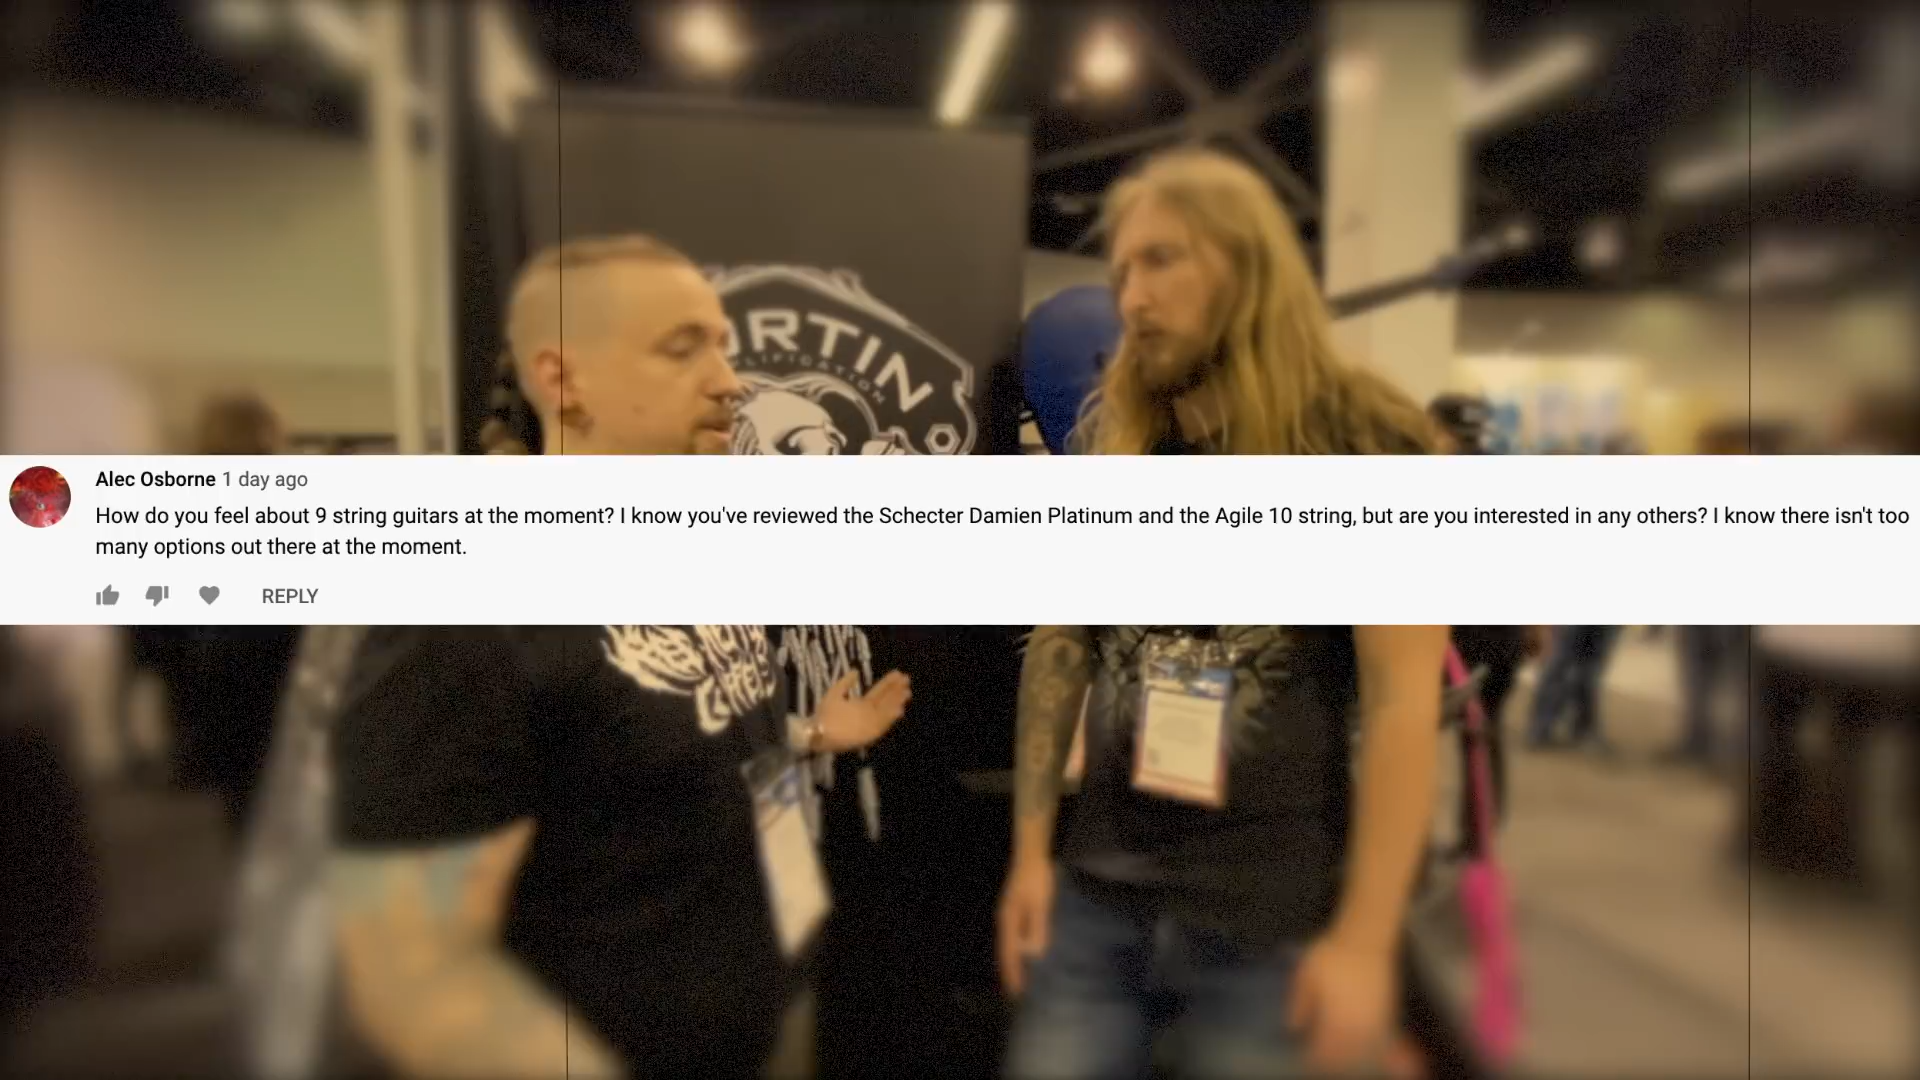 ORTIN
Alec Osborne 1 day ago
How do you feel about 9 string guitars at the moment? I know you've reviewed the Schecter Damien Platinum and the Agile 10 string, but are you interested in any others? I know there isn't too
many options out there at the moment.
REPLY